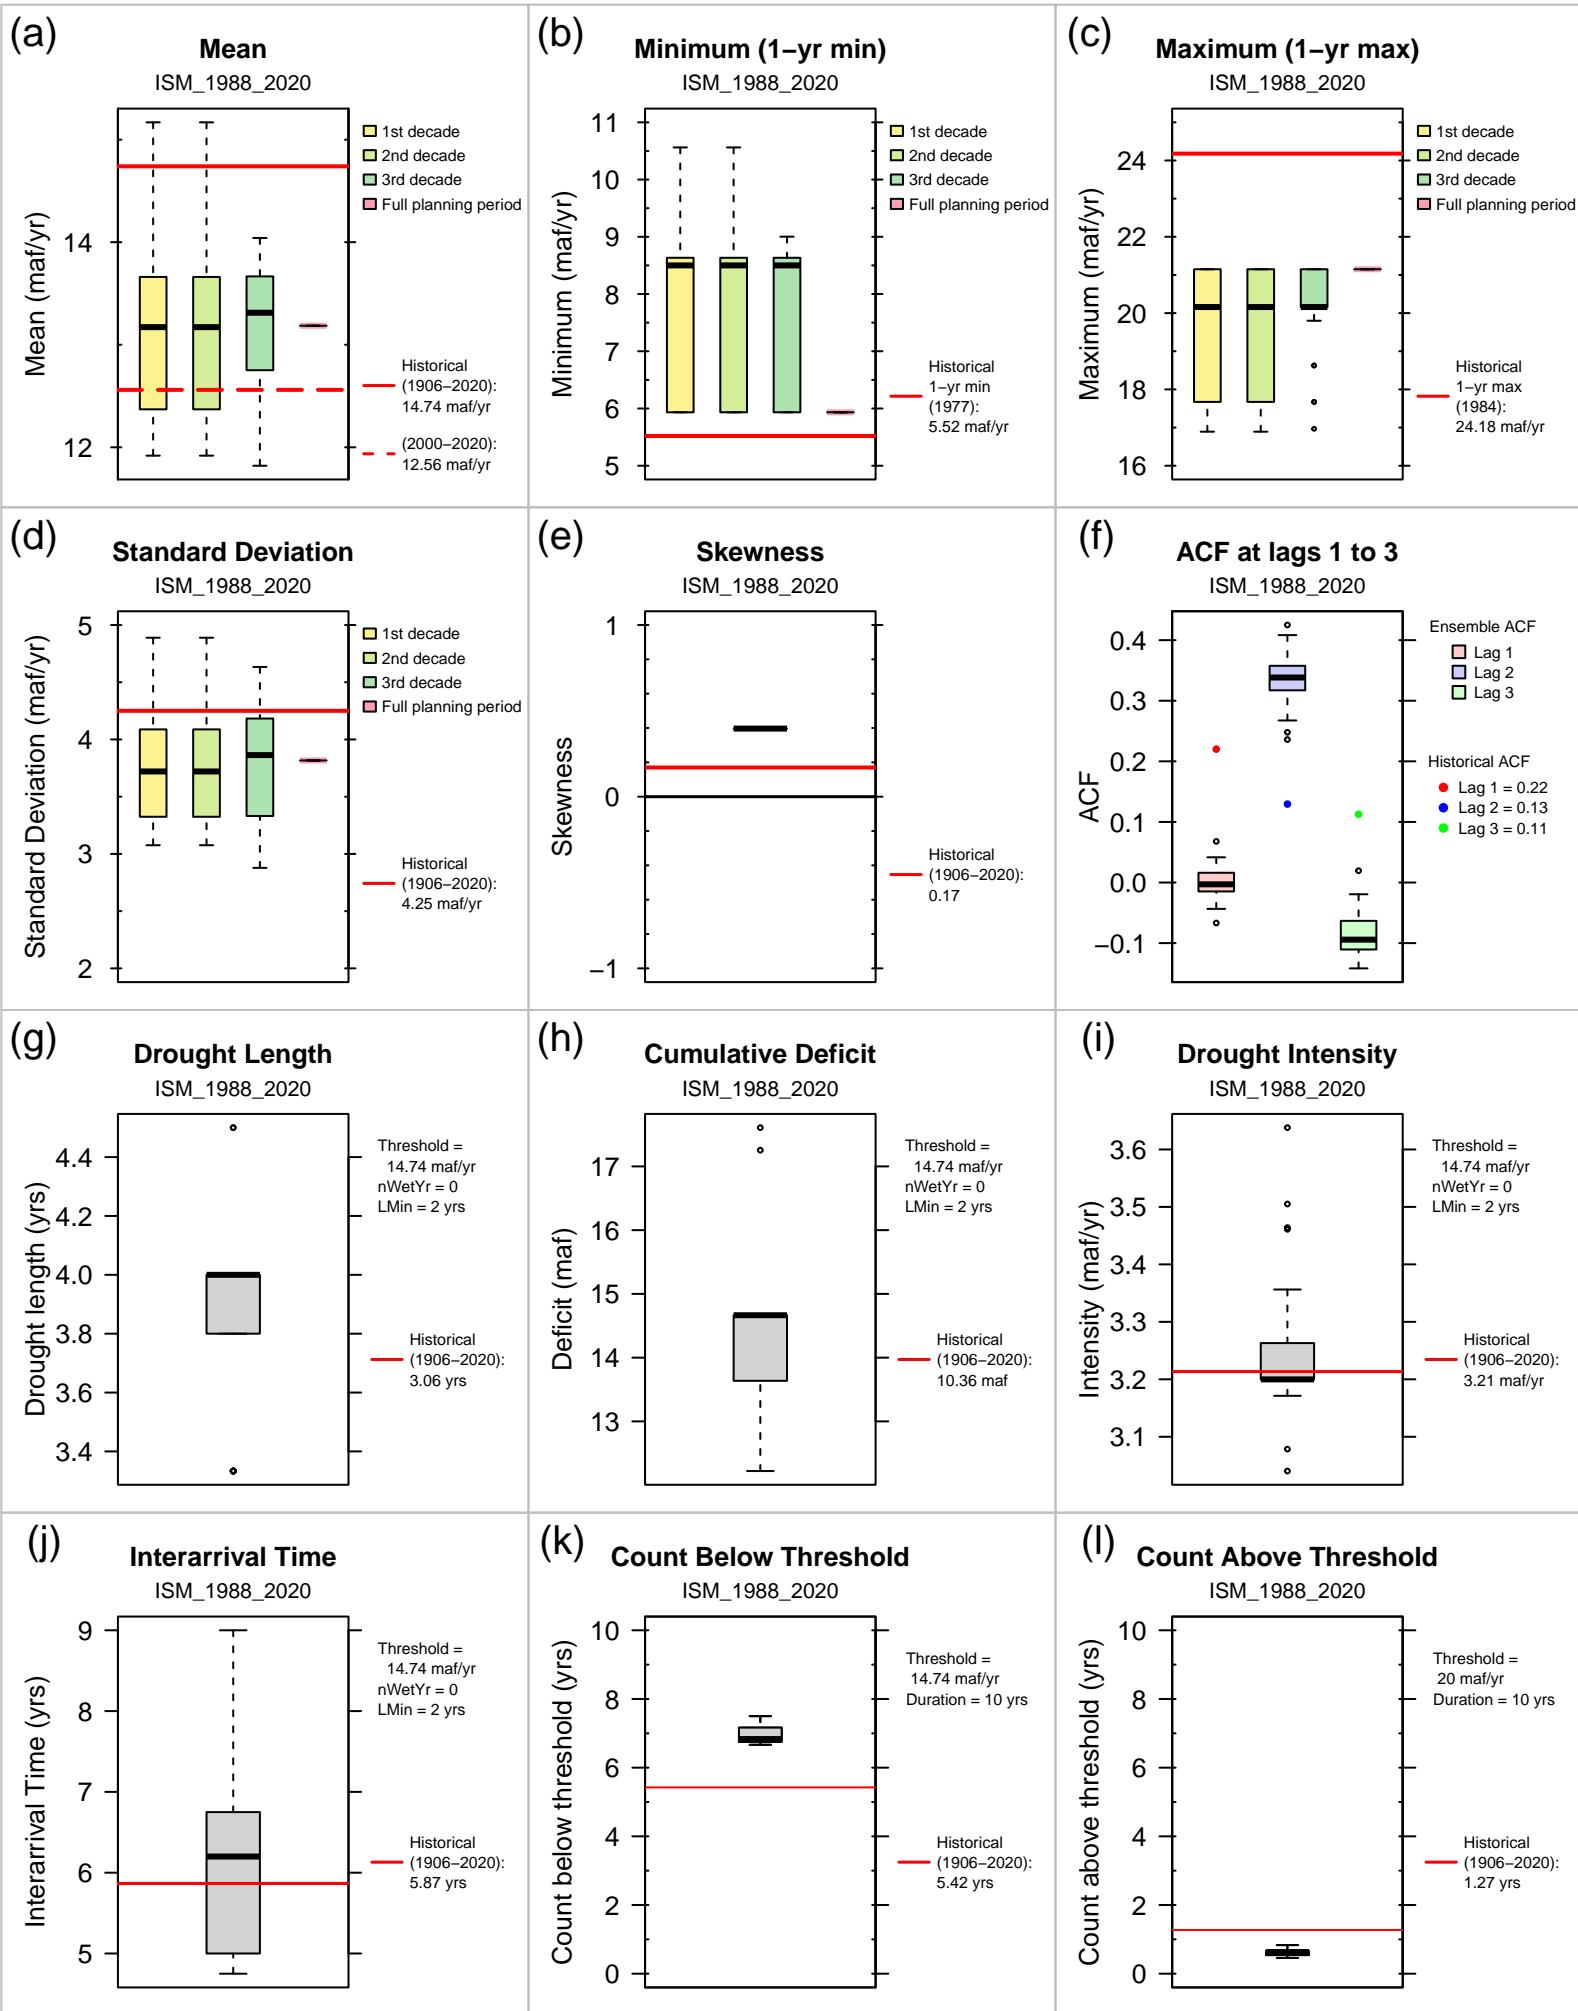 (a)
Mean
ISM_1988_2020
Mean (maf/yr)
14
12
1st decade
2nd decade
3rd decade
Full planning period
Historical
(1906–2020):
14.74 maf/yr
(2000–2020):
12.56 maf/yr
(b)
Minimum (1–yr min)
ISM_1988_2020
Minimum (maf/yr)
11
10
9
8
7
6
5
1st decade
2nd decade
3rd decade
Full planning period
Historical
1–yr min
(1977):
5.52 maf/yr
(c)
Maximum (1–yr max)
ISM_1988_2020
Maximum (maf/yr)
24
22
20
18
16
1st decade
2nd decade
3rd decade
Full planning period
Historical
1–yr max
(1984):
24.18 maf/yr
(d)
Standard Deviation
ISM_1988_2020
Standard Deviation (maf/yr)
5
4
3
2
1st decade
2nd decade
3rd decade
Full planning period
Historical
(1906–2020):
4.25 maf/yr
(e)
Skewness
ISM_1988_2020
Skewness
1
0
–1
Historical
(1906–2020):
0.17
(f)
ACF at lags 1 to 3
ISM_1988_2020
ACF
0.4
0.3
0.2
0.1
0.0
–0.1
Ensemble ACF
Lag 1
Lag 2
Lag 3
Historical ACF
Lag 1 = 0.22
Lag 2 = 0.13
Lag 3 = 0.11
(g)
Drought Length
ISM_1988_2020
Drought length (yrs)
4.4
4.2
4.0
3.8
3.6
3.4
Threshold =
14.74 maf/yr
nWetYr = 0
LMin = 2 yrs
Historical
(1906–2020):
3.06 yrs
(h)
Cumulative Deficit
ISM_1988_2020
Deficit (maf)
17
16
15
14
13
Threshold =
14.74 maf/yr
nWetYr = 0
LMin = 2 yrs
Historical
(1906–2020):
10.36 maf
(i)
Drought Intensity
ISM_1988_2020
Intensity (maf/yr)
3.6
3.5
3.4
3.3
3.2
3.1
Threshold =
14.74 maf/yr
nWetYr = 0
LMin = 2 yrs
Historical
(1906–2020):
3.21 maf/yr
(j)
Interarrival Time
ISM_1988_2020
Interarrival Time (yrs)
9
8
7
6
5
Threshold =
14.74 maf/yr
nWetYr = 0
LMin = 2 yrs
Historical
(1906–2020):
5.87 yrs
(k)
Count Below Threshold
ISM_1988_2020
Count below threshold (yrs)
10
8
6
4
2
0
Threshold =
14.74 maf/yr
Duration = 10 yrs
Historical
(1906–2020):
5.42 yrs
(l)
Count Above Threshold
ISM_1988_2020
Count above threshold (yrs)
10
8
6
4
2
0
Threshold =
20 maf/yr
Duration = 10 yrs
Historical
(1906–2020):
1.27 yrs